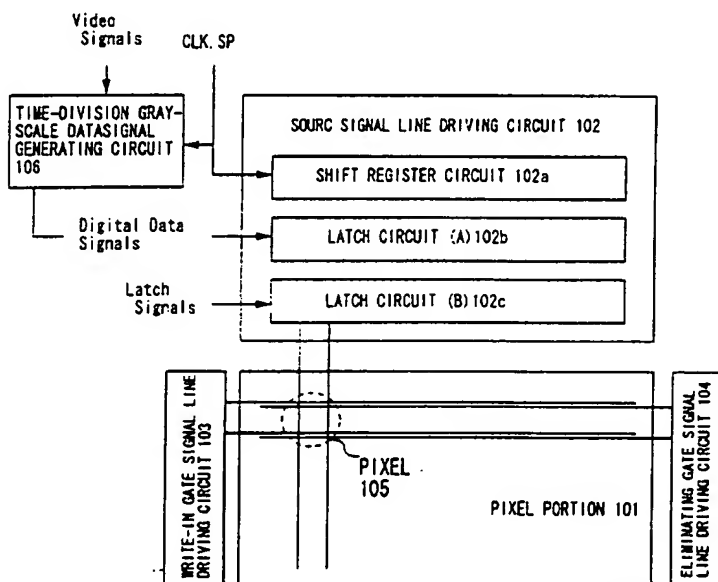 Video
Signals
CLK.SP
TIME-DIVISION GRAY-
SCALE DATASIGNAL
GENERATING CIRCUIT
106
SOURC SIGNAL LINE DRIVING CIRCUIT 102
SHIFT REGISTER CIRCUIT 102a
Digital Data
Signals
LATCH CIRCUIT (A)102b
Latch
Signals
LATCH CIRCUIT (B)102c
WRITE-IN GATE SIGNAL LINE
DRIVING CIRCUIT 103
PIXEL
105
PIXEL PORTION 101
ELIMINATING GATE SIGNAL
LINE DRIVING CIRCUIT 104